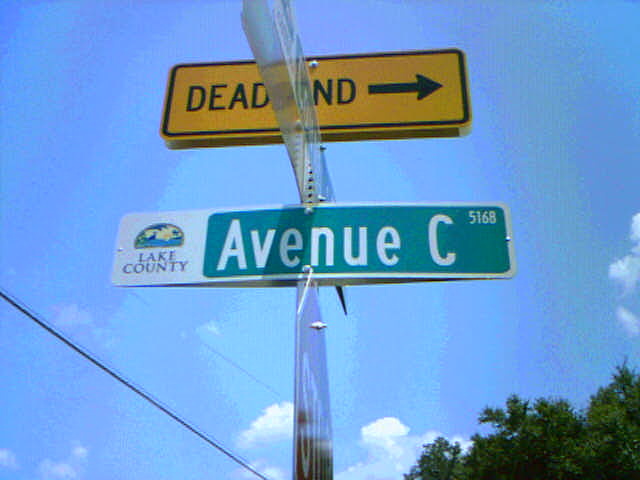 DEAD END
Avenue C
5168
LAKE
COUNTY